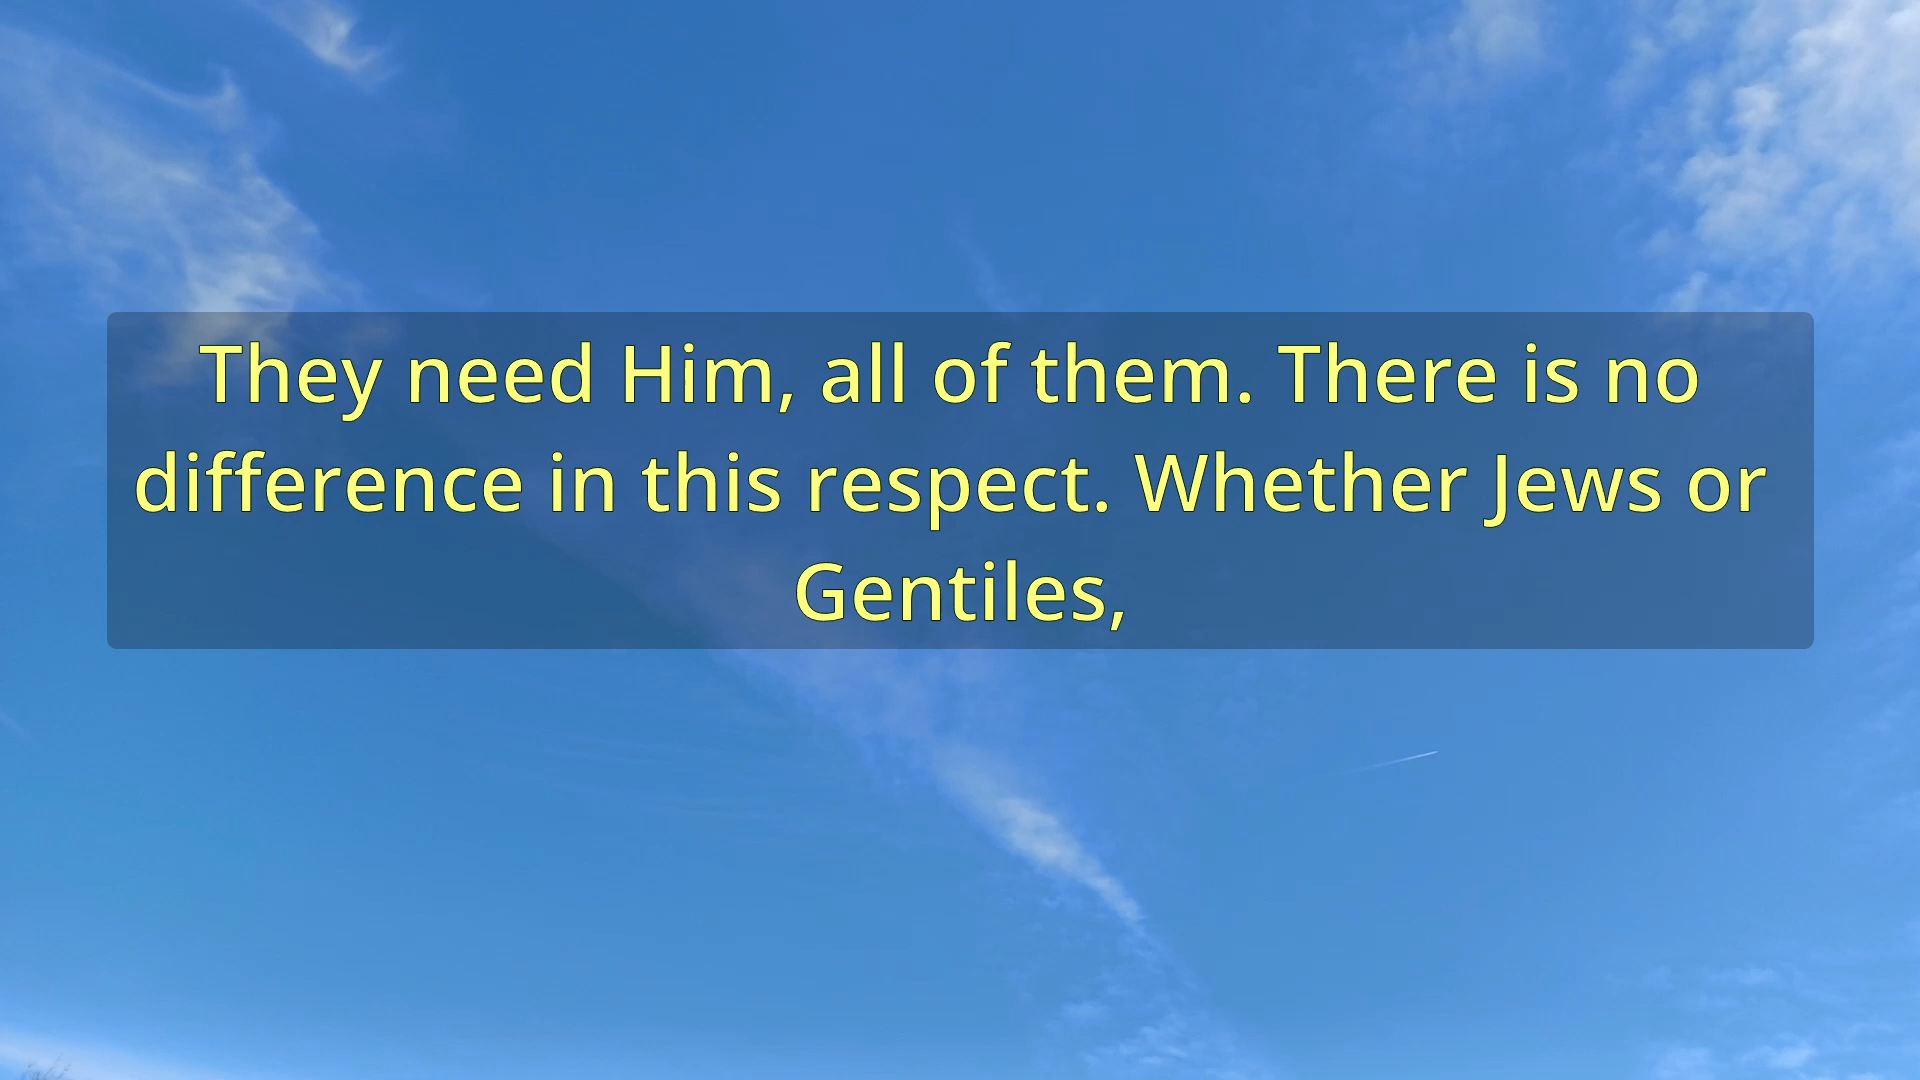 They need Him, all of them. There is no
difference in this respect. Whether Jews or
Gentiles,